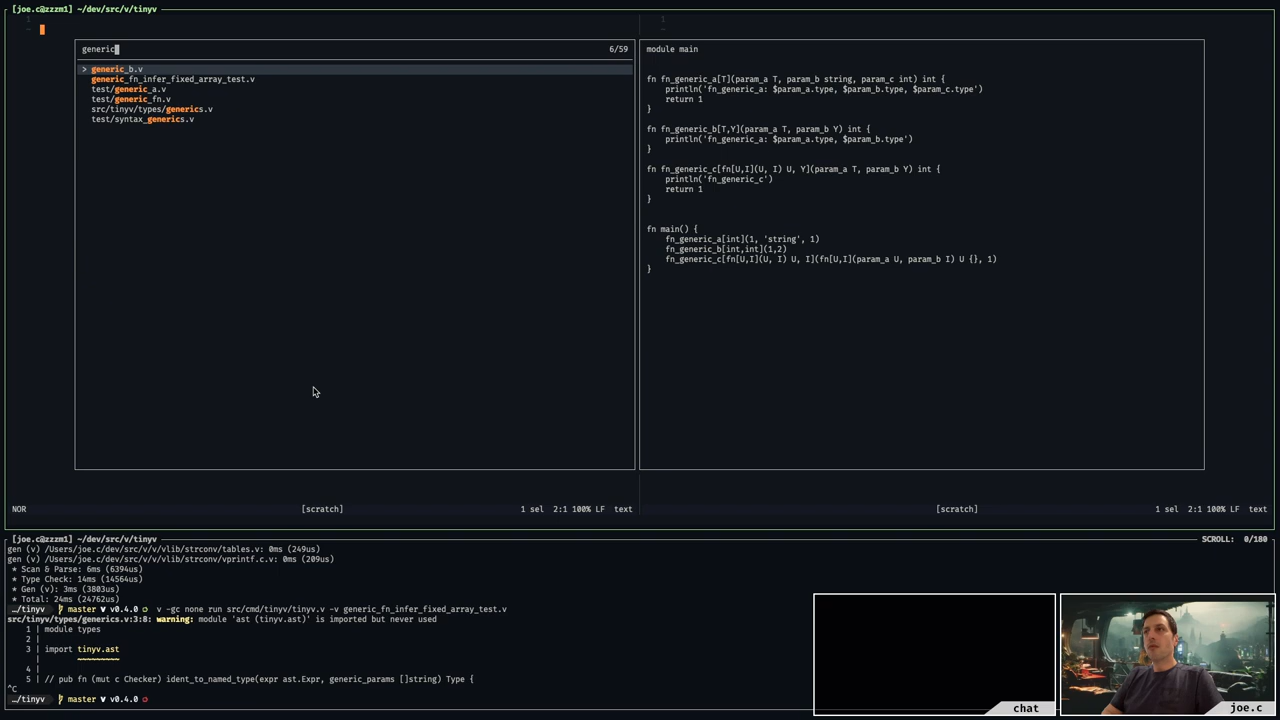 [joe.c@zzzm1] ~/dev/src/v/tinyv
1
~
1
~
generic
6/59
> generic_b.v
generic_fn_infer_fixed_array_test.v
test/generic_a.v
test/generic_fn.v
src/tinyv/types/generics.v
test/syntax_generics.v
module main
fn fn_generic_a[T](param_a T, param_b string, param_c int) int {
println('fn_generic_a: $param_a.type, $param_b.type, $param_c.type')
return 1
}
fn fn_generic_b[T,Y](param_a T, param_b Y) int {
println('fn_generic_a: $param_a.type, $param_b.type')
}
fn fn_generic_c[fn[U,I](U, I) U, Y](param_a T, param_b Y) int {
println('fn_generic_c')
return 1
}
fn main() {
fn_generic_a[int](1, 'string', 1)
fn_generic_b[int,int](1,2)
fn_generic_c[fn[U,I](U, I) U, I](fn[U,I](param_a U, param_b I) U {}, 1)
}
NOR [scratch] 1 sel 2:1 100% LF text
[scratch] 1 sel 2:1 100% LF text
[joe.c@zzzm1] ~/dev/src/v/tinyv SCROLL: 0/180
gen (v) /Users/joe.c/dev/src/v/v/vlib/strconv/tables.v: 0ms (249us)
gen (v) /Users/joe.c/dev/src/v/v/vlib/strconv/vprintf.c.v: 0ms (209us)
* Scan & Parse: 6ms (6394us)
* Type Check: 14ms (14564us)
* Gen (v): 3ms (3803us)
* Total: 24ms (24762us)
…/tinyv master v0.4.0 v -gc none run src/cmd/tinyv/tinyv.v -v generic_fn_infer_fixed_array_test.v
src/tinyv/types/generics.v:3:8: warning: module 'ast (tinyv.ast)' is imported but never used
1 | module types
2 |
3 | import tinyv.ast
| ~~~~~~~~~
4 |
5 | // pub fn (mut c Checker) ident_to_named_type(expr ast.Expr, generic_params []string) Type {
^C
…/tinyv master v0.4.0
chat
joe.c